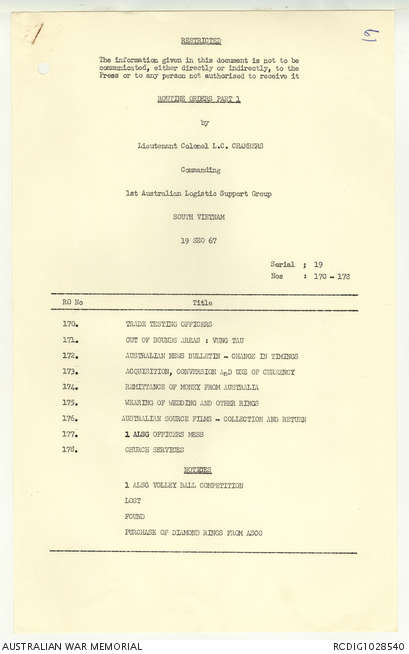 1
19
RESTRICTED
The information given in this document is not to be
communicated, either directly or indirectly, to the
Press or to any person not authorised to receive it
ROUTINE ORDERS PART 1
by
Lieutenant Colonel L.C. CHAMBERS
Commanding
1st Australian Logistic Support Group
SOUTH VIETNAM
19 SEO 67
Serial : 19
Nos : 170 - 178
RO No Title
170. TRADE TESTING OFFICERS
171. OUT OF BOUNDS AREAS : VUNG TAU
172. AUSTRALIAN NEWS BULLETIN - CHANGE IN TIMINGS
173. ACQUISITION, CONVERSION AnD USE OF CURRENCY
174. REMITTANCE OF MONEY FROM AUSTRALIA
175. WEARING OF WEDDING AND OTHER RINGS
176. AUSTRALIAN SOURCE FILMS - COLLECTION AND RETURN
177. 1 ALSG OFFICERS MESS
178. CHURCH SERVICES
NOTICES
1 ALSG VOLLEY BALL COMPETITION
LOST
FOUND
PURCHASE OF DIAMOND RINGS FROM ASCO
AUSTRALIAN WAR MEMORIAL RCDIG1028540